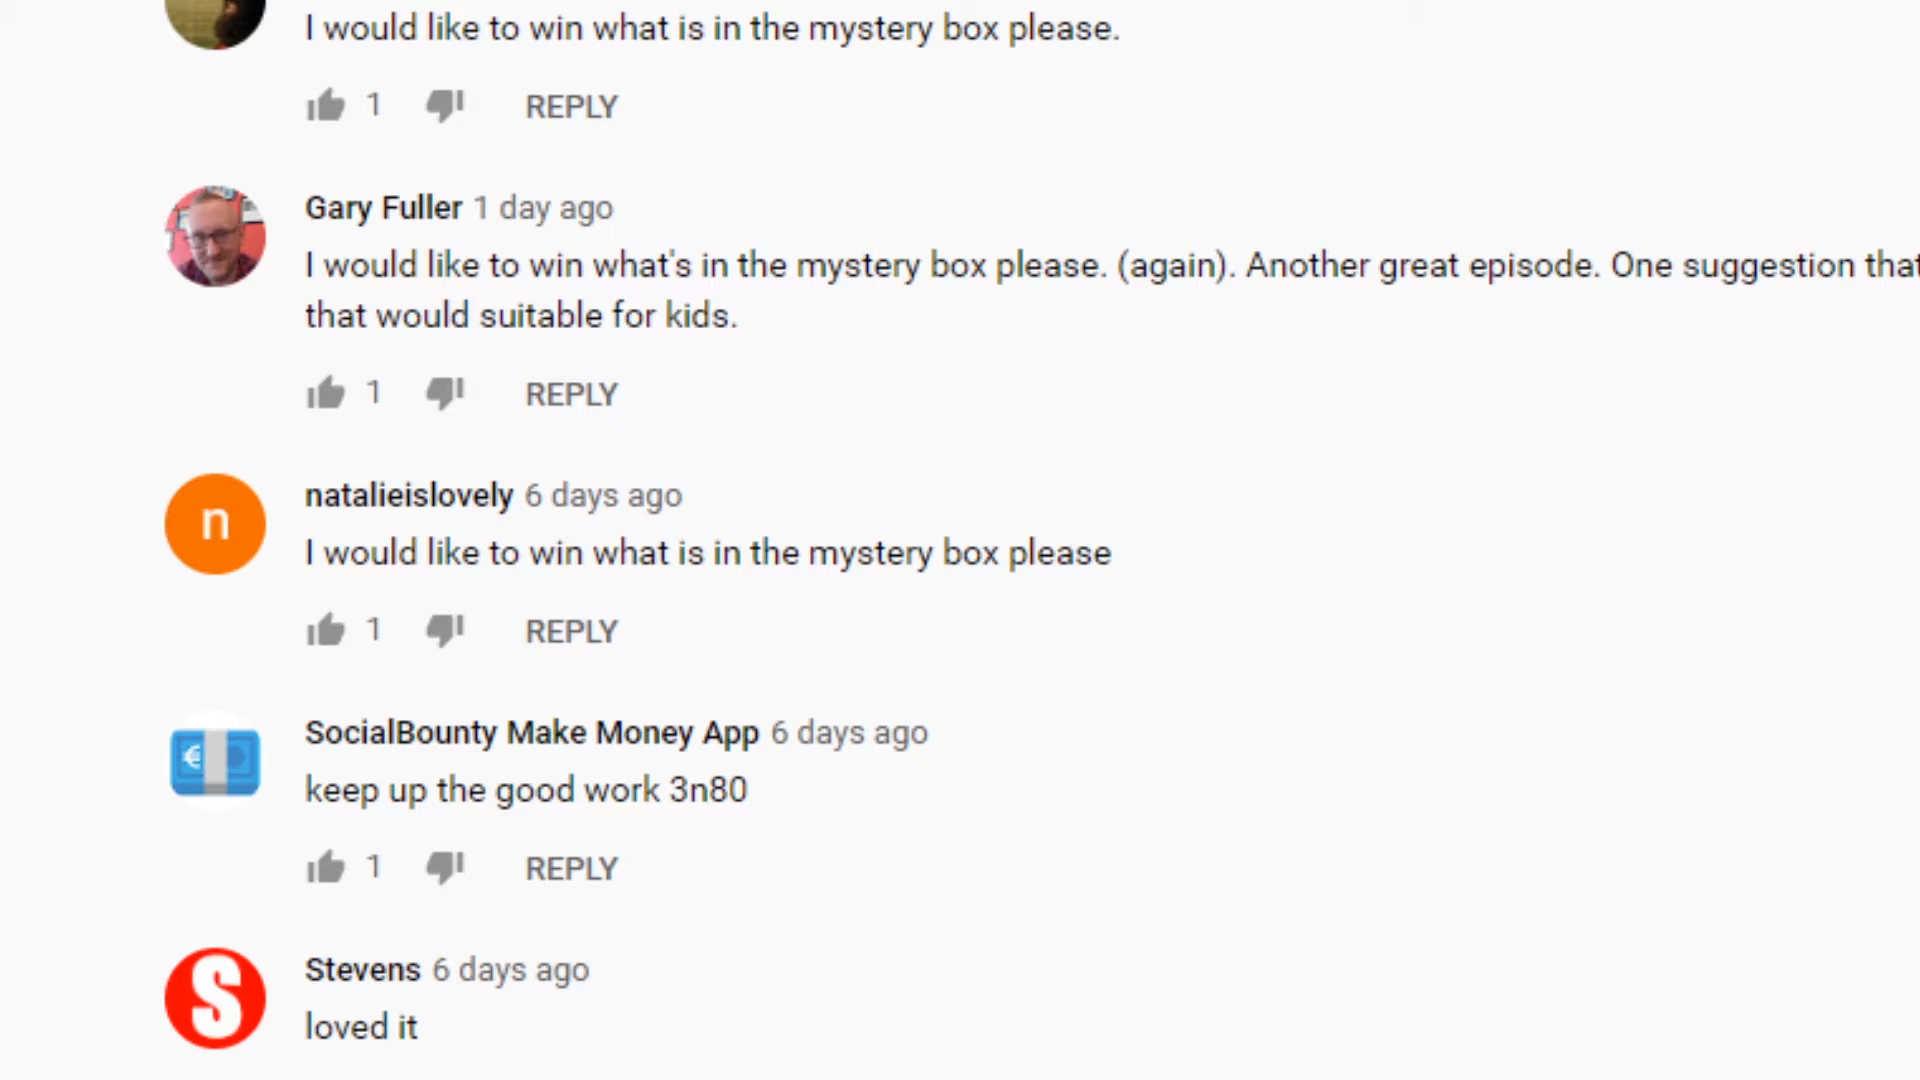 I would like to win what is in the mystery box please.
1 REPLY
Gary Fuller 1 day ago
I would like to win what's in the mystery box please. (again). Another great episode. One suggestion that
that would suitable for kids.
1 REPLY
n
natalieislovely 6 days ago
I would like to win what is in the mystery box please
1 REPLY
€
SocialBounty Make Money App 6 days ago
keep up the good work 3n80
1 REPLY
S
Stevens 6 days ago
loved it